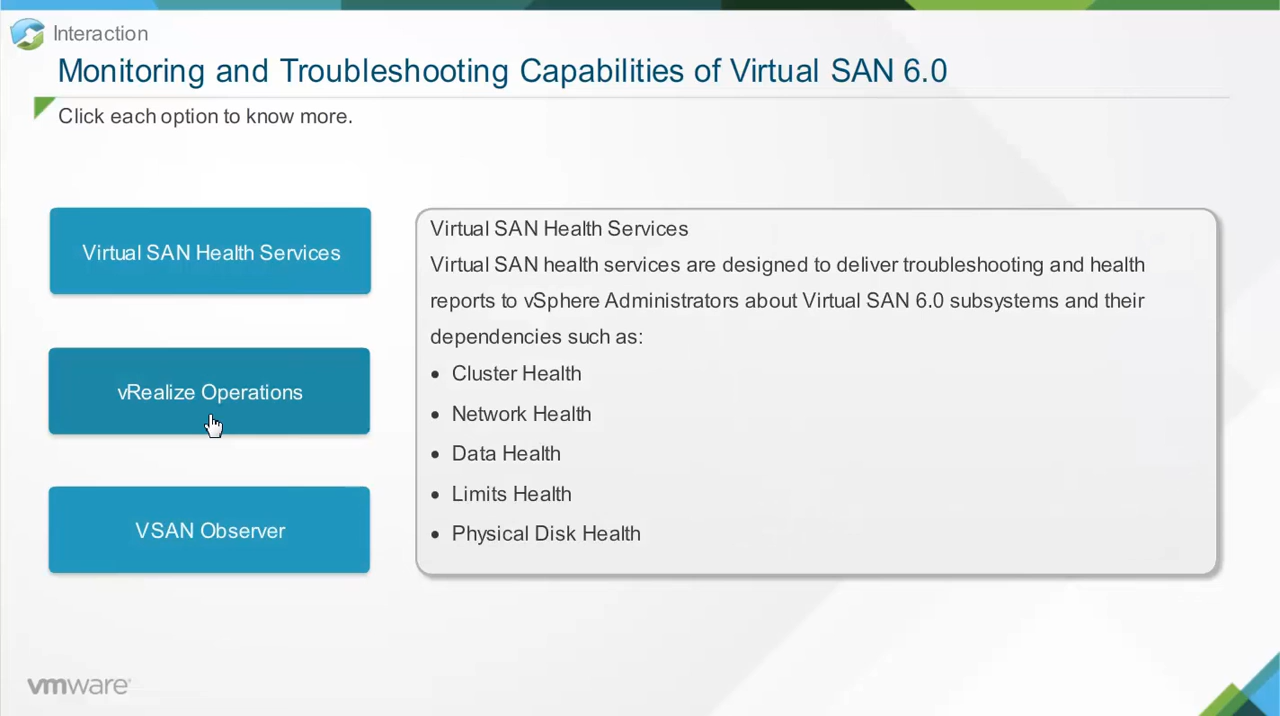 Interaction
Monitoring and Troubleshooting Capabilities of Virtual SAN 6.0
Click each option to know more.
Virtual SAN Health Services
vRealize Operations
VSAN Observer
Virtual SAN Health Services
Virtual SAN health services are designed to deliver troubleshooting and health
reports to vSphere Administrators about Virtual SAN 6.0 subsystems and their
dependencies such as:
• Cluster Health
• Network Health
• Data Health
• Limits Health
• Physical Disk Health
vmware